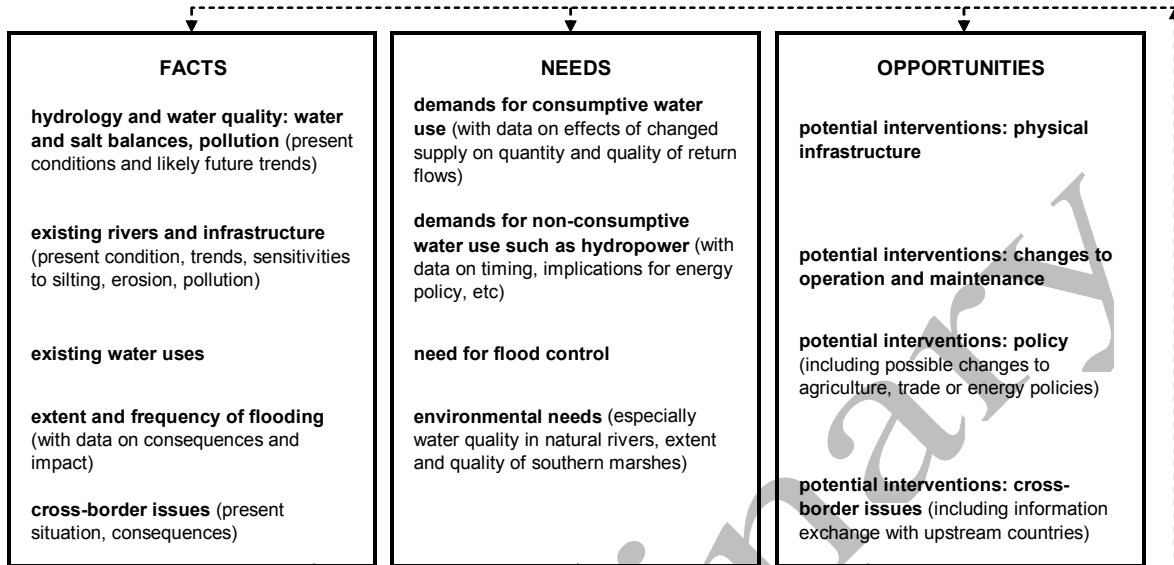 FACTS
hydrology and water quality: water
and salt balances, pollution (present
conditions and likely future trends)
existing rivers and infrastructure
(present condition, trends, sensitivities
to silting, erosion, pollution)
existing water uses
extent and frequency of flooding
(with data on consequences and
impact)
cross-border issues (present
situation, consequences)
NEEDS
demands for consumptive water
use (with data on effects of changed
supply on quantity and quality of return
flows)
demands for non-consumptive
water use such as hydropower (with
data on timing, implications for energy
policy, etc)
need for flood control
environmental needs (especially
water quality in natural rivers, extent
and quality of southern marshes)
OPPORTUNITIES
potential interventions: physical
infrastructure
potential interventions: changes to
operation and maintenance
potential interventions: policy
(including possible changes to
agriculture, trade or energy policies)
potential interventions: cross-
border issues (including information
exchange with upstream countries)
inary